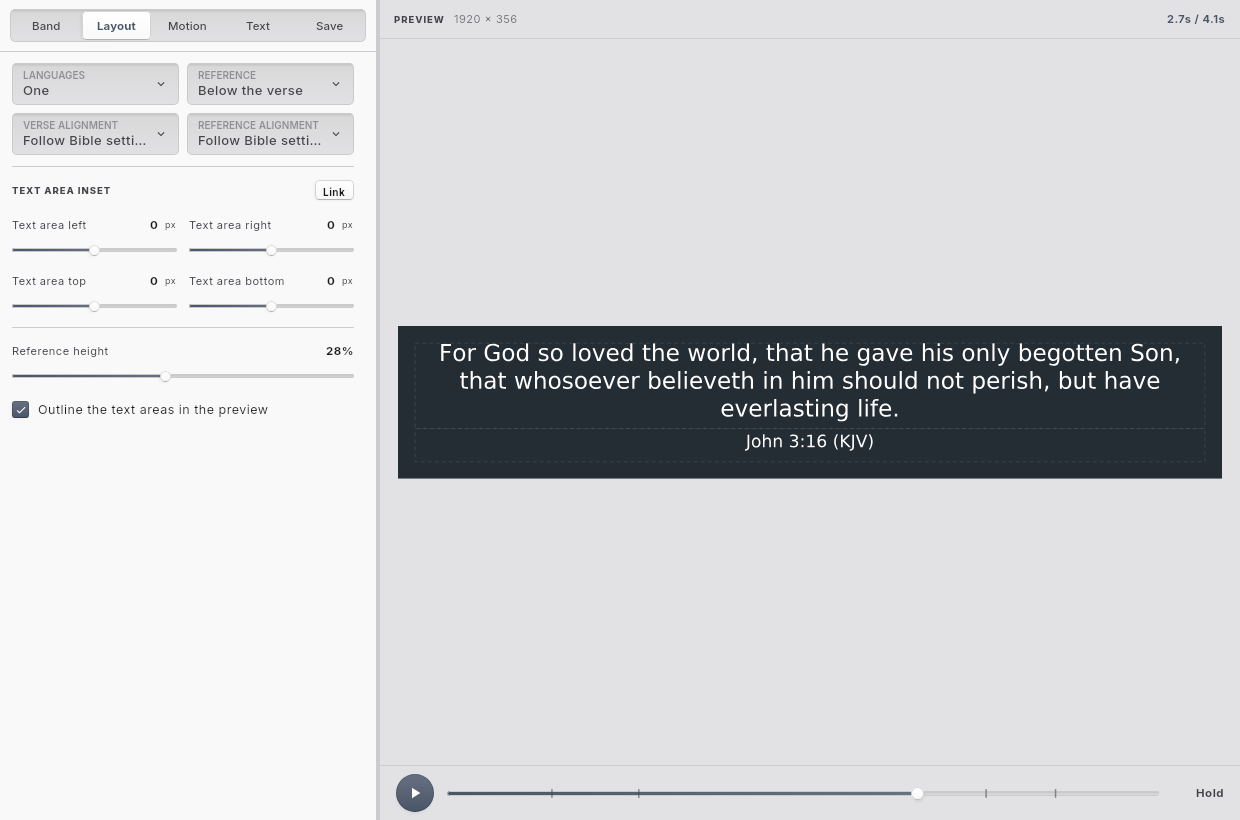 Band Layout Motion Text Save
LANGUAGES
One
REFERENCE
Below the verse
VERSE ALIGNMENT
Follow Bible setti...
REFERENCE ALIGNMENT
Follow Bible setti...
TEXT AREA INSET
Link
Text area left 0 px
Text area right 0 px
Text area top 0 px
Text area bottom 0 px
Reference height 28%
Outline the text areas in the preview
PREVIEW 1920 × 356
2.7s / 4.1s
For God so loved the world, that he gave his only begotten Son,
that whosoever believeth in him should not perish, but have
everlasting life.
John 3:16 (KJV)
Hold